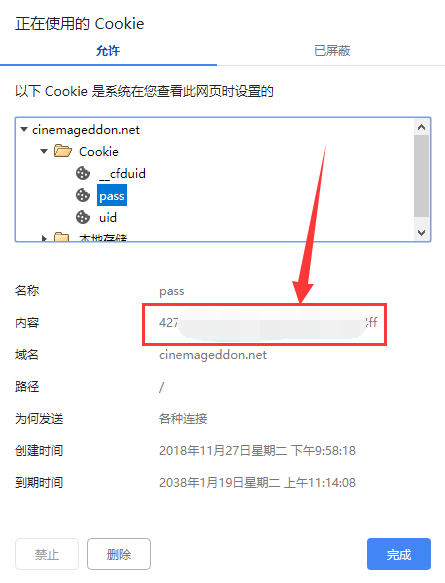 正在使用的 Cookie
允许 已屏蔽
以下 Cookie 是系统在您查看此网页时设置的
cinemageddon.net
Cookie
__cfduid
pass
uid
本地存储
名称 pass
内容 427 ff
域名 cinemageddon.net
路径 /
为何发送 各种连接
创建时间 2018年11月27日星期二 下午9:58:18
到期时间 2038年1月19日星期二 上午11:14:08
禁止 删除 完成